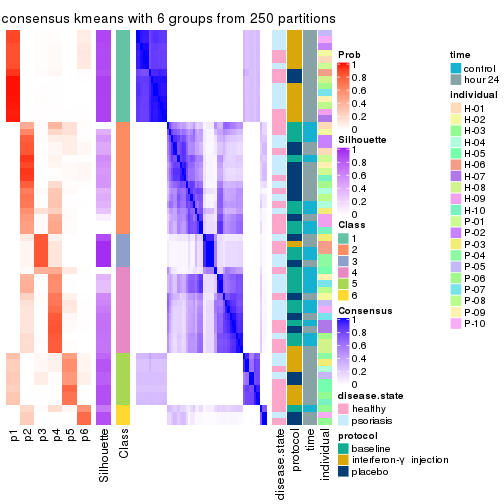 consensus kmeans with 6 groups from 250 partitions
p1
p2
p3
p4
p5
p6
Silhouette
Class
disease.state
protocol
time
individual
Prob
1
0.8
0.6
0.4
0.2
0
Silhouette
1
0.8
0.6
0.4
0.2
0
Class
1
2
3
4
5
6
Consensus
1
0.8
0.6
0.4
0.2
0
disease.state
healthy
psoriasis
protocol
baseline
interferon-γ injection
placebo
time
control
hour 24
individual
H-01
H-02
H-03
H-04
H-05
H-06
H-07
H-08
H-09
H-10
P-01
P-02
P-03
P-04
P-05
P-06
P-07
P-08
P-09
P-10